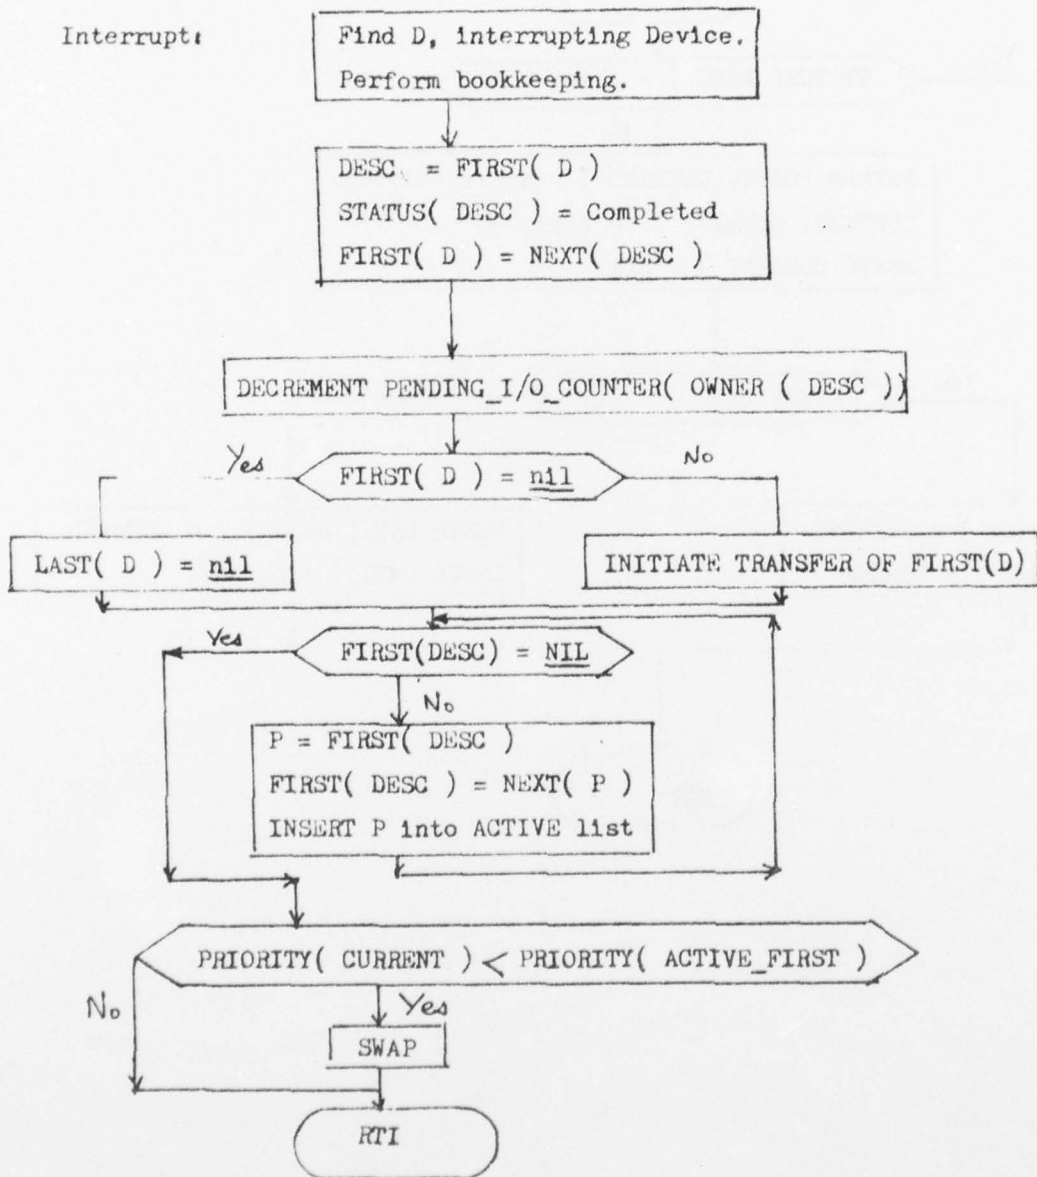 Interrupt:
Find D, interrupting Device.
Perform bookkeeping.
DESC = FIRST( D )
STATUS( DESC ) = Completed
FIRST( D ) = NEXT( DESC )
DECREMENT PENDING_I/O_COUNTER( OWNER ( DESC ))
Yes
FIRST( D ) = nil
No
LAST( D ) = nil
INITIATE TRANSFER OF FIRST(D)
Yes
FIRST(DESC) = NIL
No
P = FIRST( DESC )
FIRST( DESC ) = NEXT( P )
INSERT P into ACTIVE list
PRIORITY( CURRENT ) < PRIORITY( ACTIVE_FIRST )
No
Yes
SWAP
RTI